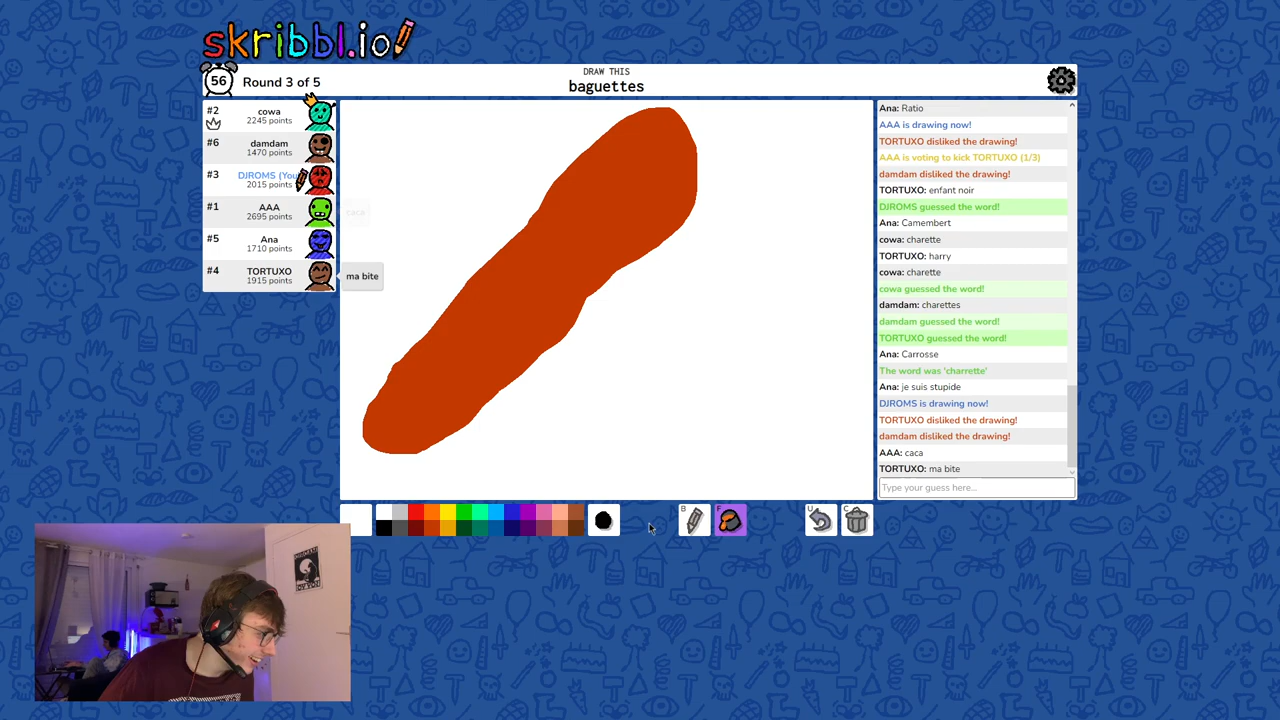 skribbl.io
56
Round 3 of 5
DRAW THIS
baguettes
#2
cowa
2245 points
#6
damdam
1470 points
#3
DJROMS (You
2015 points
#1
AAA
2695 points
#5
Ana
1710 points
#4
TORTUXO
1915 points
caca
ma bite
Ana: Ratio
AAA is drawing now!
TORTUXO disliked the drawing!
AAA is voting to kick TORTUXO (1/3)
damdam disliked the drawing!
TORTUXO: enfant noir
DJROMS guessed the word!
Ana: Camembert
cowa: charette
TORTUXO: harry
cowa: charette
cowa guessed the word!
damdam: charettes
damdam guessed the word!
TORTUXO guessed the word!
Ana: Carrosse
The word was 'charrette'
Ana: je suis stupide
DJROMS is drawing now!
TORTUXO disliked the drawing!
damdam disliked the drawing!
AAA: caca
TORTUXO: ma bite
Type your guess here...
B
F
U
C